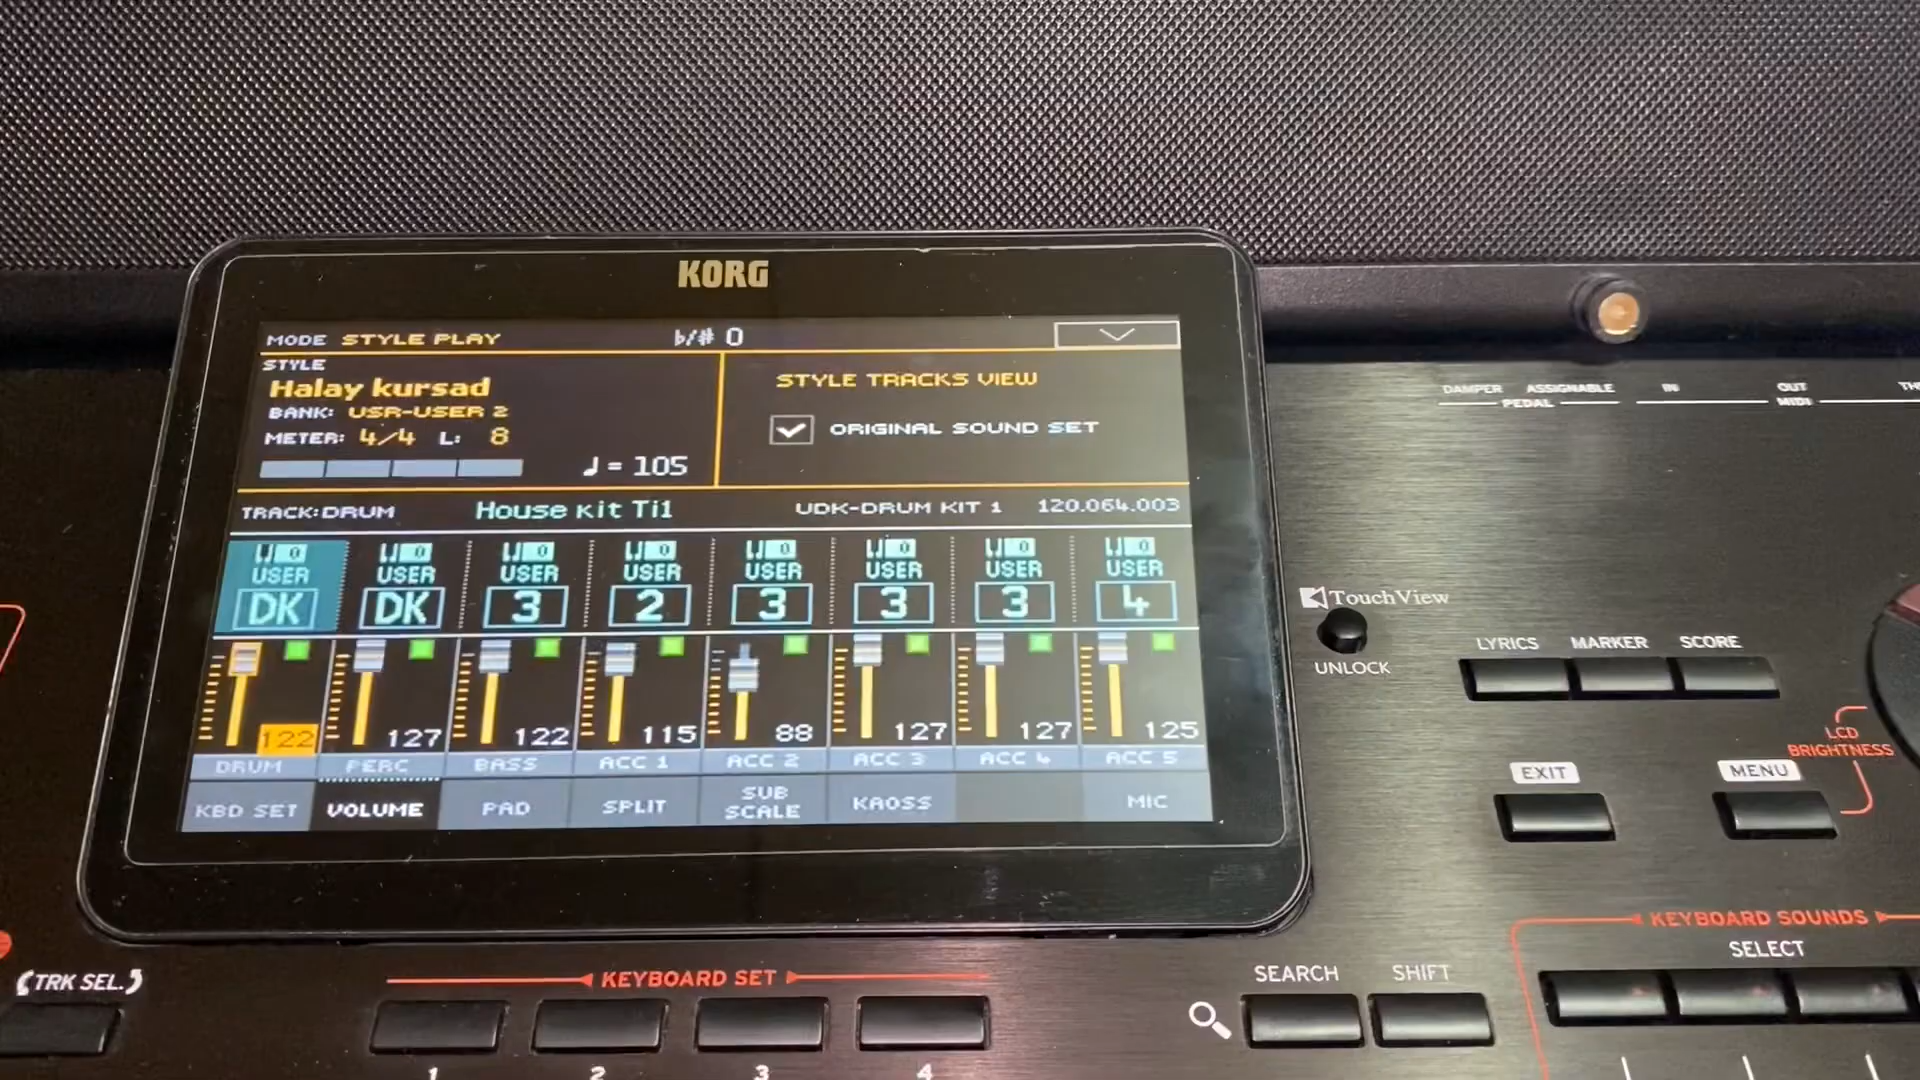 KORG
MODE STYLE PLAY ♭/# 0
STYLE
Halay kursad
BANK: USR-USER 2
METER: 4/4 L: 8
♩= 105
STYLE TRACKS VIEW
ORIGINAL SOUND SET
TRACK:DRUM House Kit Ti1 UDK-DRUM KIT 1 120.064.003
USER USER USER USER USER USER USER USER
DK DK 3 2 3 3 3 4
122 127 122 115 88 127 127 125
DRUM PERC BASS ACC 1 ACC 2 ACC 3 ACC 4 ACC 5
KBD SET VOLUME PAD SPLIT SUB SCALE KAOSS MIC
DAMPER ASSIGNABLE IN OUT
PEDAL MIDI
TouchView
UNLOCK
LYRICS MARKER SCORE
LCD
BRIGHTNESS
EXIT MENU
KEYBOARD SOUNDS
SELECT
TRK SEL.
KEYBOARD SET
SEARCH SHIFT
1 2 3 4